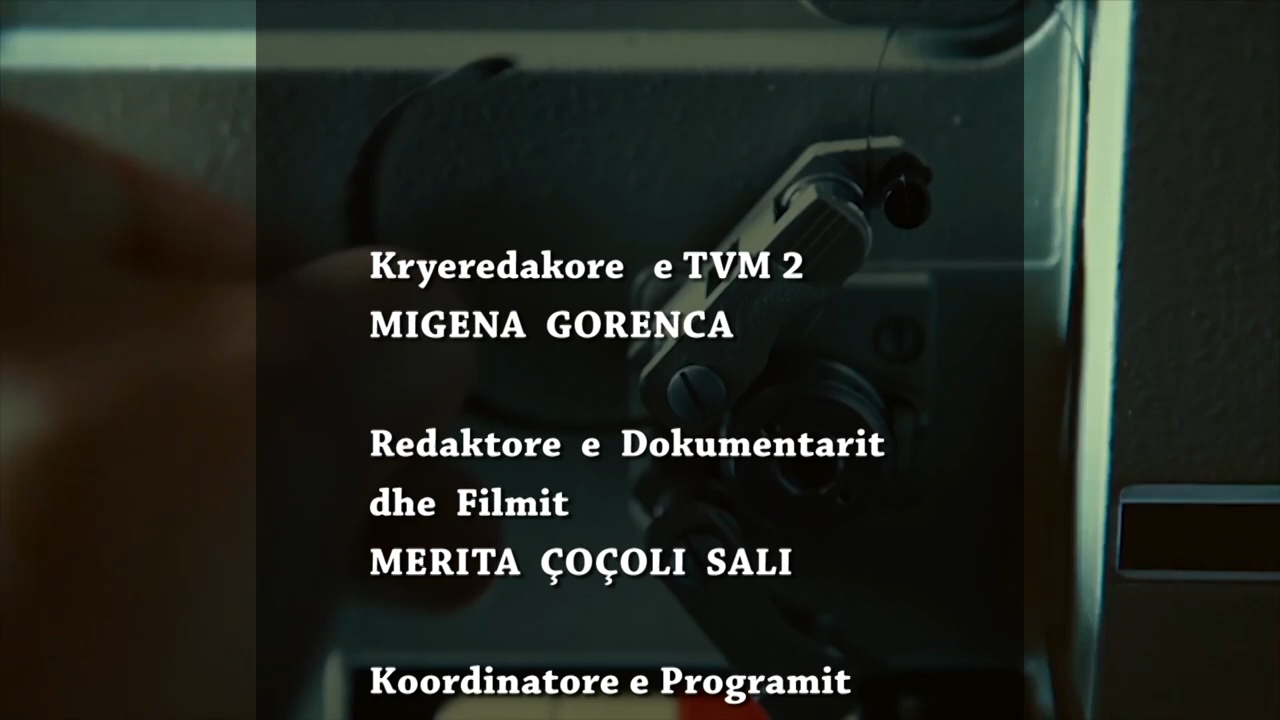 Kryeredakore e TVM 2
MIGENA GORENCA
Redaktore e Dokumentarit
dhe Filmit
MERITA ÇOÇOLI SALI
Koordinatore e Programit